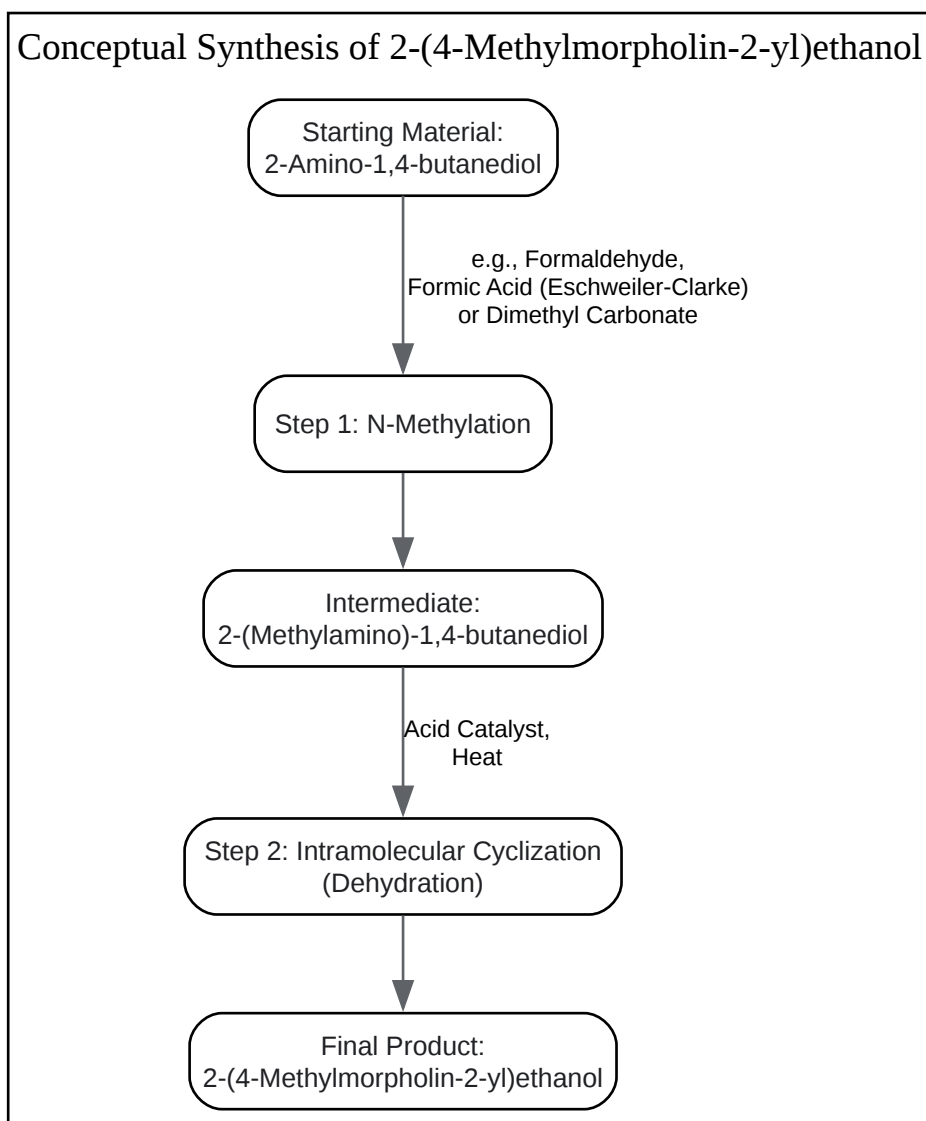 Conceptual Synthesis of 2-(4-Methylmorpholin-2-yl)ethanol
Starting Material:
2-Amino-1,4-butanediol
e.g., Formaldehyde,
Formic Acid (Eschweiler-Clarke)
or Dimethyl Carbonate
Step 1: N-Methylation
Intermediate:
2-(Methylamino)-1,4-butanediol
Acid Catalyst,
Heat
Step 2: Intramolecular Cyclization
(Dehydration)
Final Product:
2-(4-Methylmorpholin-2-yl)ethanol